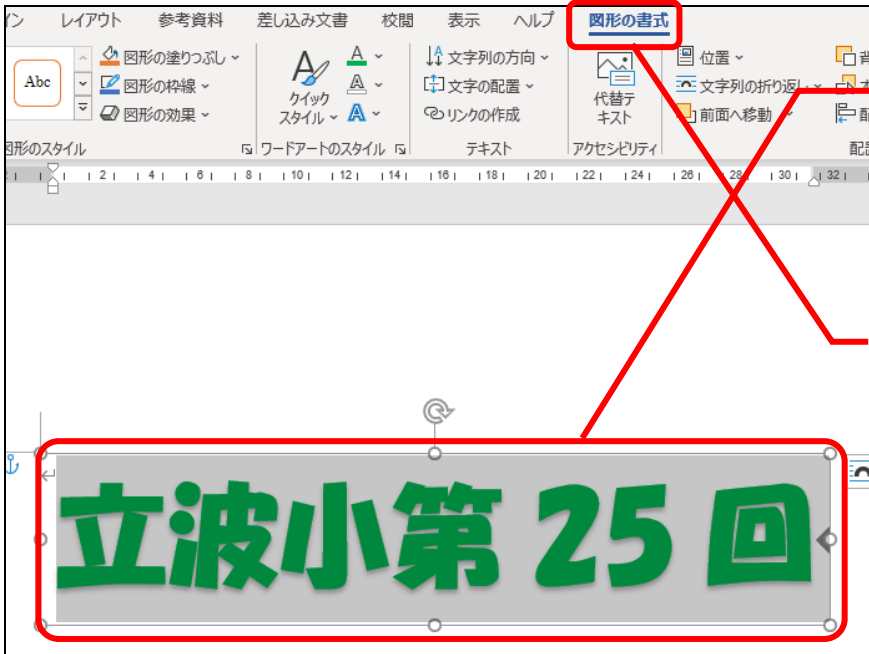 イン レイアウト 参考資料 差し込み文書 校閲 表示 ヘルプ 図形の書式
Abc 図形の塗りつぶし A 文字列の方向 位置
図形の枠線 A 文字の配置 代替テキスト 文字列の折り返し
図形の効果 クイックスタイル A リンクの作成 前面へ移動 配
図形のスタイル ワードアートのスタイル テキスト アクセシビリティ 配置
2 4 6 8 10 12 14 16 18 20 22 24 26 28 30 32
立波小第 25 回